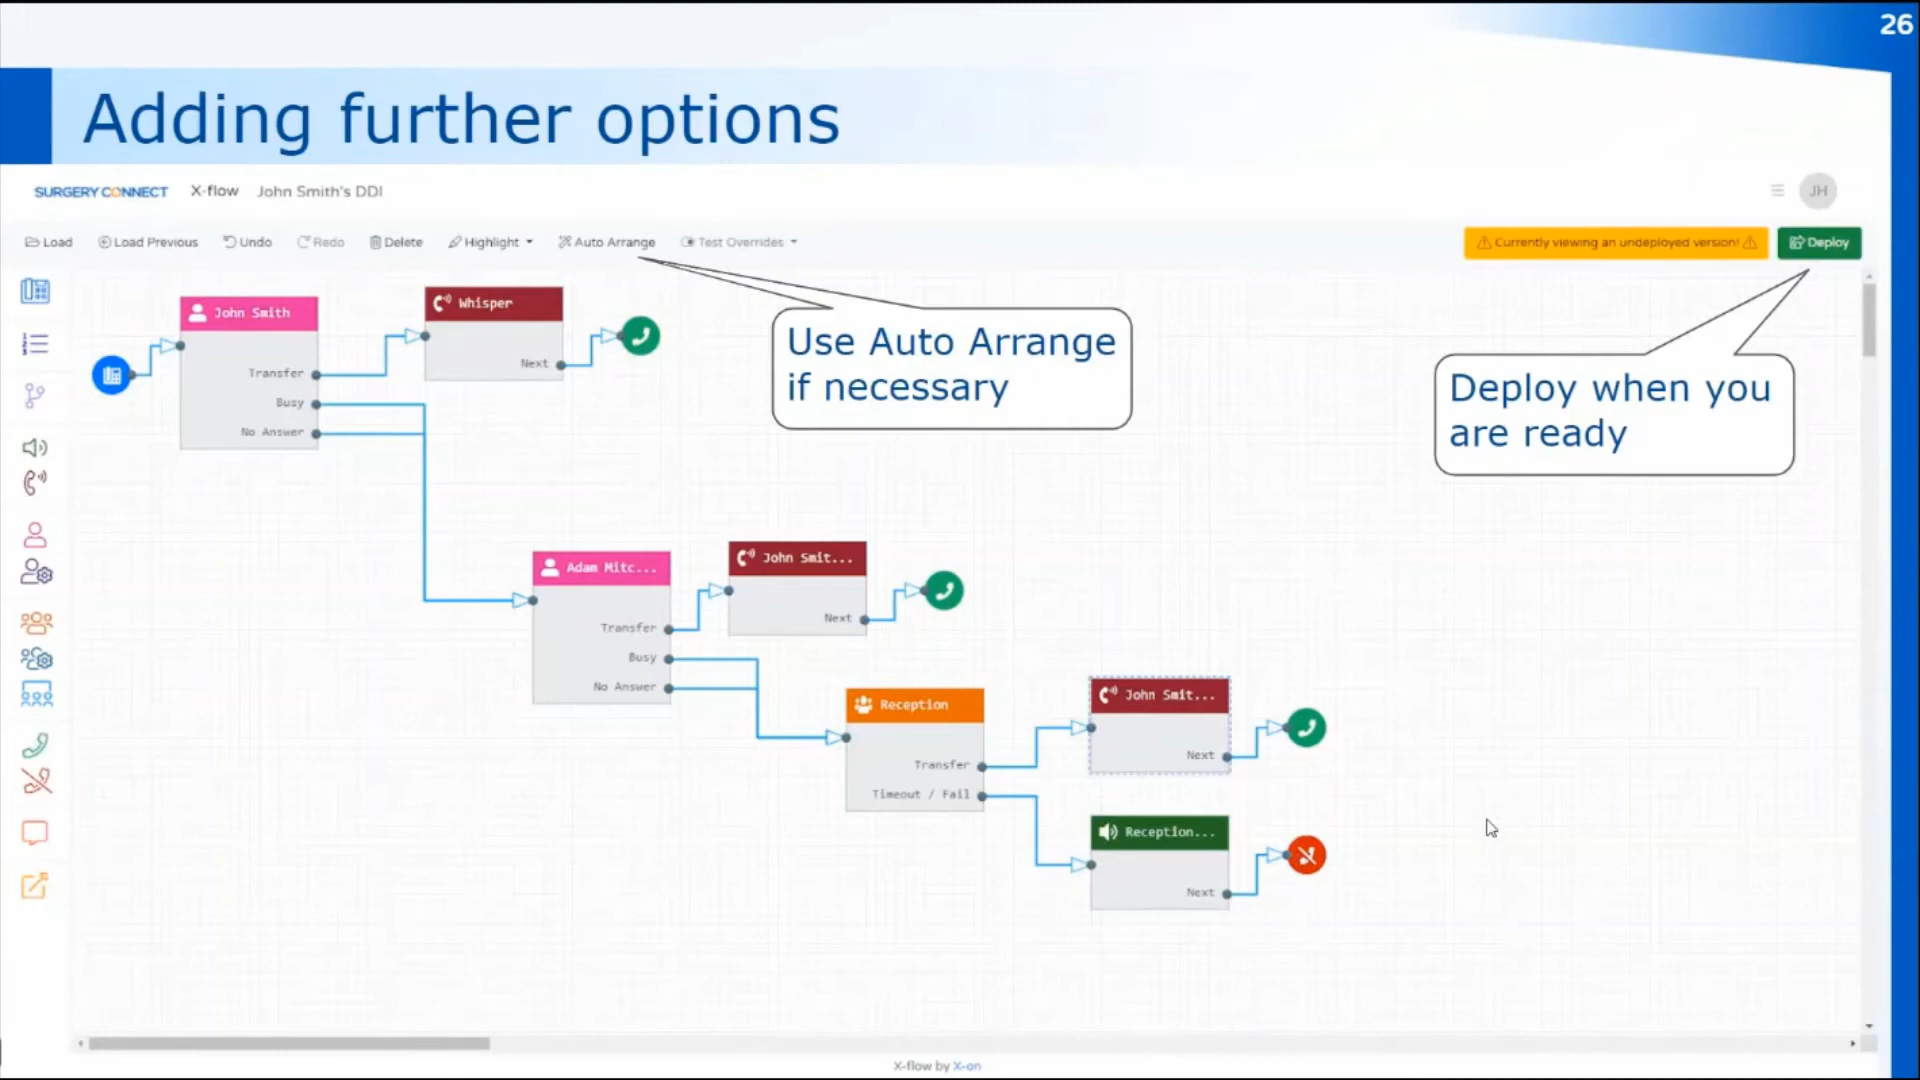 26
Adding further options
SURGERY CONNECT X-flow John Smith's DDI JH
Load Load Previous Undo Redo Delete Highlight Auto Arrange Test Overrides Currently viewing an undeployed version! Deploy
John Smith
Transfer
Busy
No Answer
Whisper
Next
Use Auto Arrange
if necessary
Deploy when you
are ready
Adam Mitc...
Transfer
Busy
No Answer
John Smit...
Next
Reception
Transfer
Timeout / Fail
John Smit...
Next
Reception...
Next
X-flow by X-on